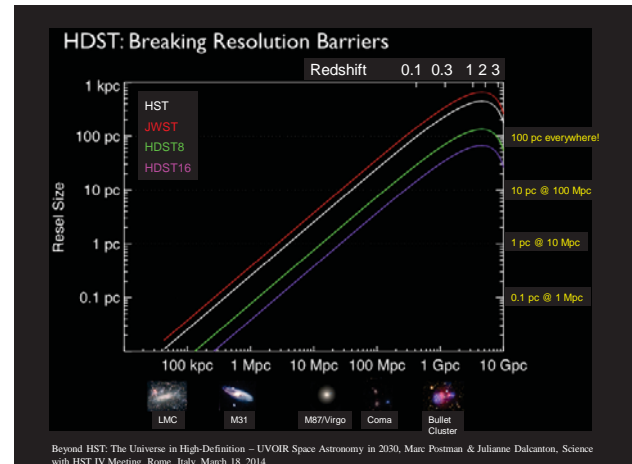 HDST: Breaking Resolution Barriers
Redshift 0.1 0.3 1 2 3
1 kpc
HST
JWST
HDST8
HDST16
100 pc
100 pc everywhere!
10 pc
10 pc @ 100 Mpc
Resel Size
1 pc
1 pc @ 10 Mpc
0.1 pc
0.1 pc @ 1 Mpc
100 kpc 1 Mpc 10 Mpc 100 Mpc 1 Gpc 10 Gpc
LMC M31 M87/Virgo Coma Bullet
Cluster
Beyond HST: The Universe in High-Definition – UVOIR Space Astronomy in 2030, Marc Postman & Julianne Dalcanton, Science
with HST IV Meeting, Rome, Italy, March 18, 2014